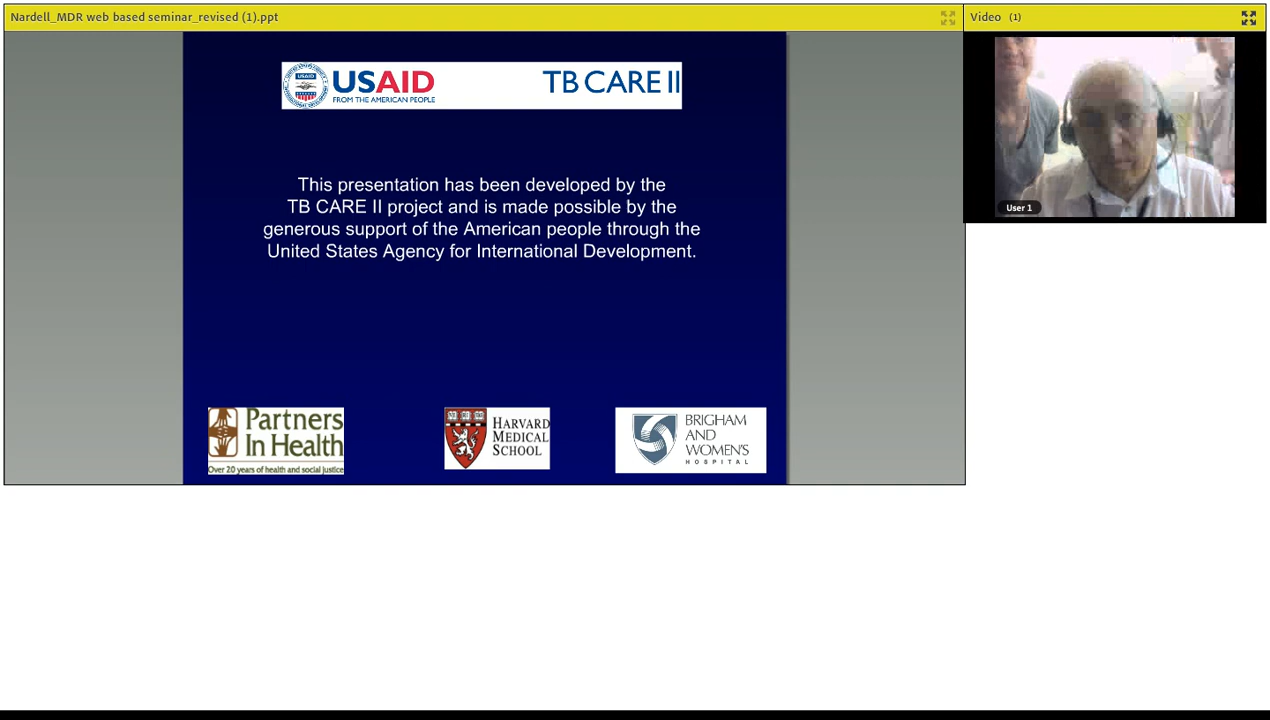 Nardell_MDR web based seminar_revised (1).ppt
Video (1)
USAID
FROM THE AMERICAN PEOPLE
TB CARE II
This presentation has been developed by the
TB CARE II project and is made possible by the
generous support of the American people through the
United States Agency for International Development.
User 1
Partners
In Health
Over 20 years of health and social justice
HARVARD
MEDICAL
SCHOOL
BRIGHAM
AND
WOMEN'S
HOSPITAL